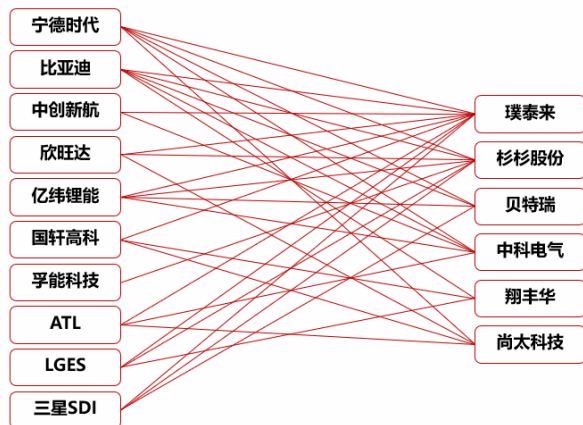 宁德时代
比亚迪
中创新航
欣旺达
亿纬锂能
国轩高科
孚能科技
ATL
LGES
三星SDI
璞泰来
杉杉股份
贝特瑞
中科电气
翔丰华
尚太科技